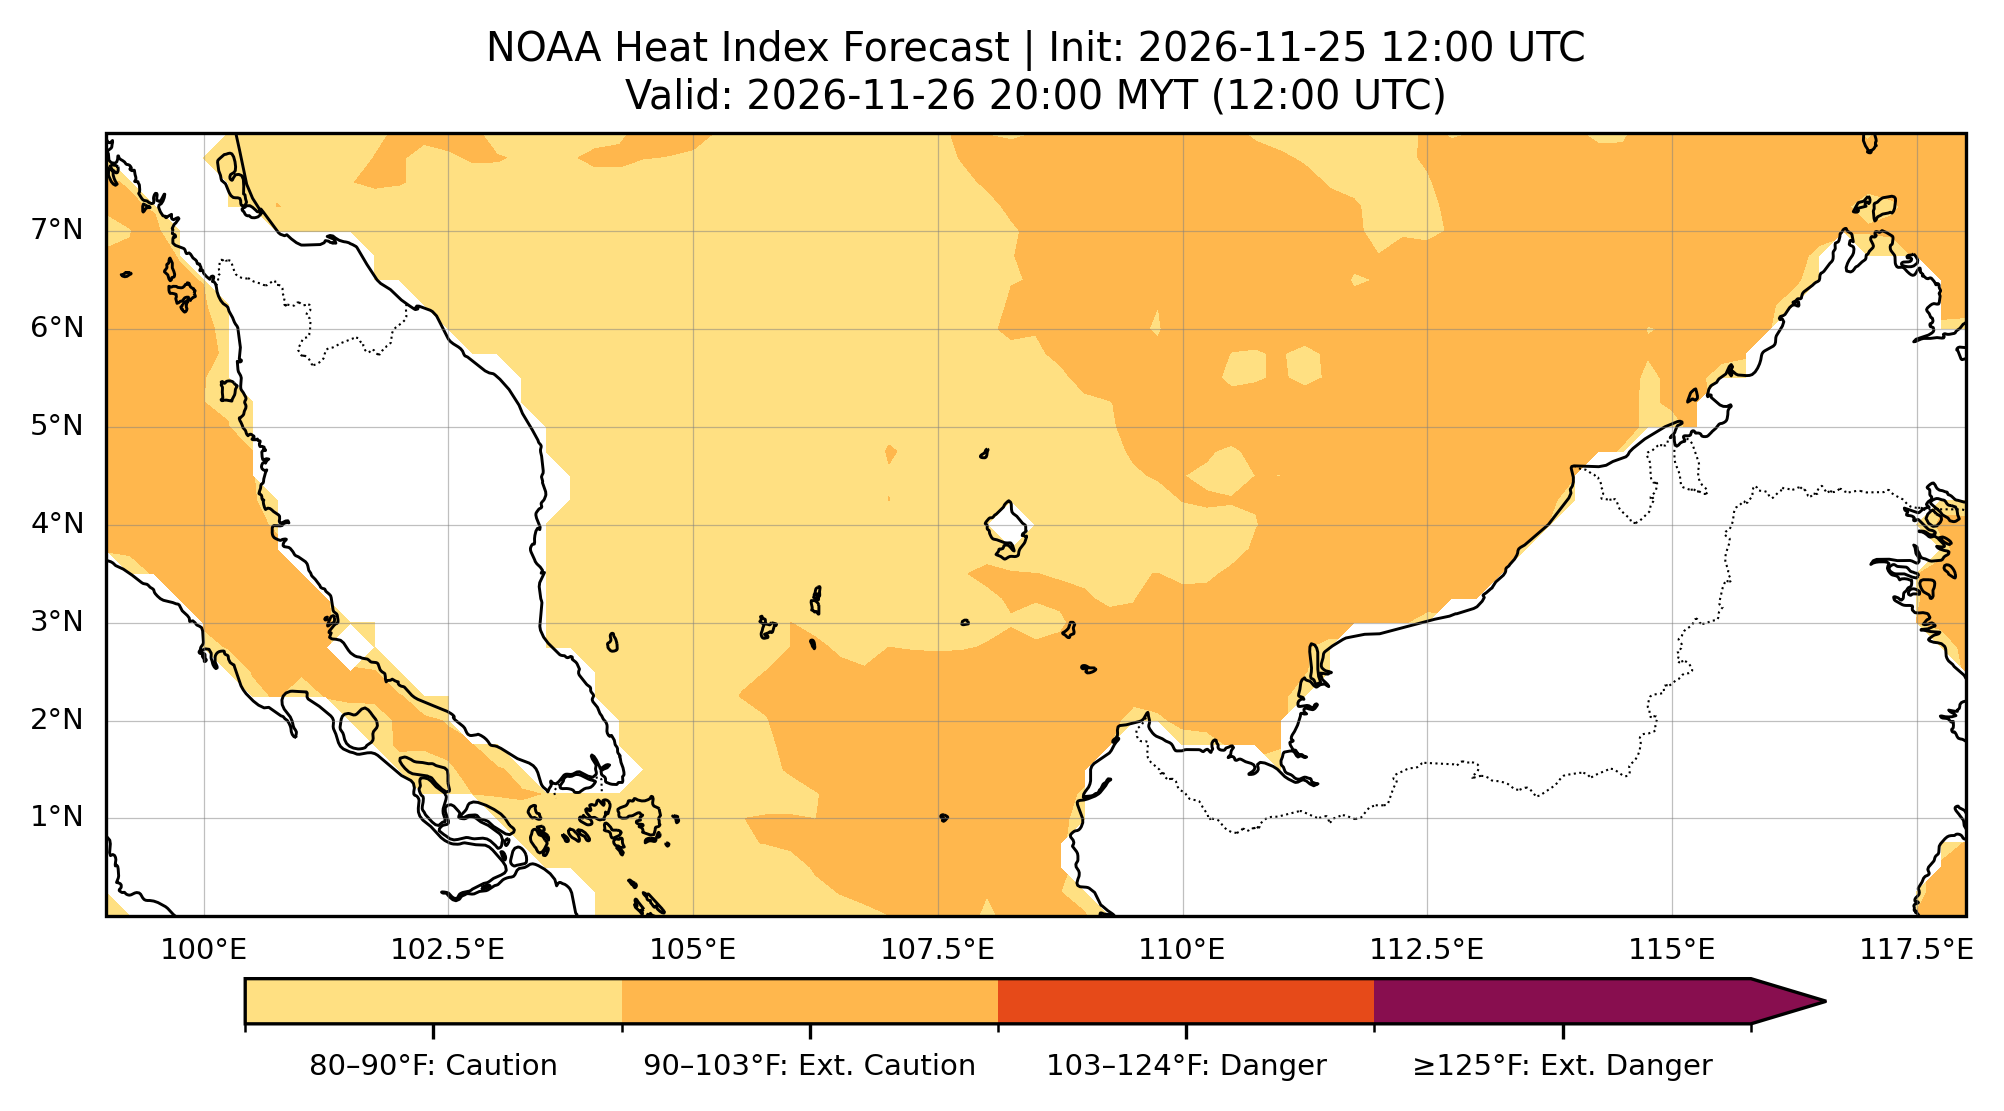 NOAA Heat Index Forecast | Init: 2026-11-25 12:00 UTC
Valid: 2026-11-26 20:00 MYT (12:00 UTC)
7°N
6°N
5°N
4°N
3°N
2°N
1°N
100°E 102.5°E 105°E 107.5°E 110°E 112.5°E 115°E 117.5°E
80–90°F: Caution 90–103°F: Ext. Caution 103–124°F: Danger ≥125°F: Ext. Danger